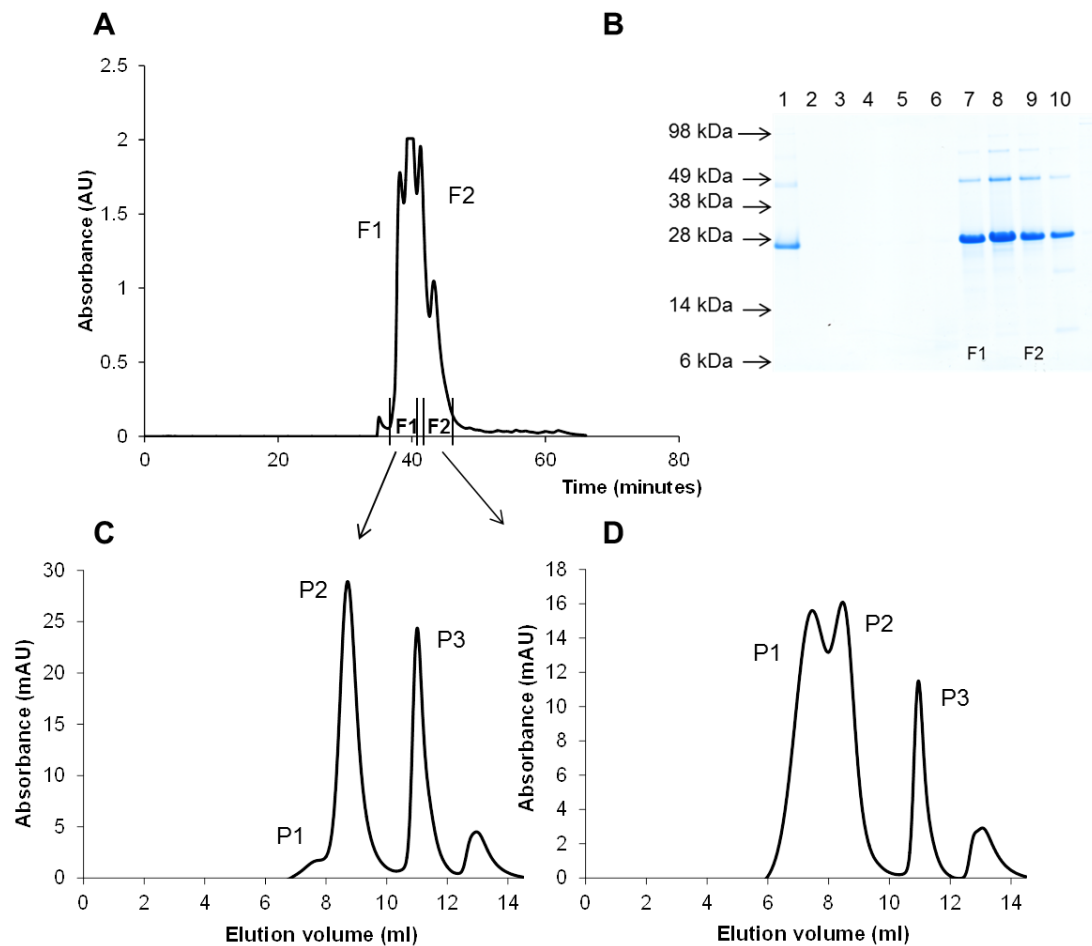 A
Absorbance (AU)
2.5
2
1.5
1
0.5
0
F1
F2
F1 F2
0 20 40 60 80
Time (minutes)
B
1 2 3 4 5 6 7 8 9 10
98 kDa
49 kDa
38 kDa
28 kDa
14 kDa
6 kDa
F1 F2
C
Absorbance (mAU)
30
25
20
15
10
5
0
P1
P2
P3
0 2 4 6 8 10 12 14
Elution volume (ml)
D
Absorbance (mAU)
18
16
14
12
10
8
6
4
2
0
P1
P2
P3
0 2 4 6 8 10 12 14
Elution volume (ml)